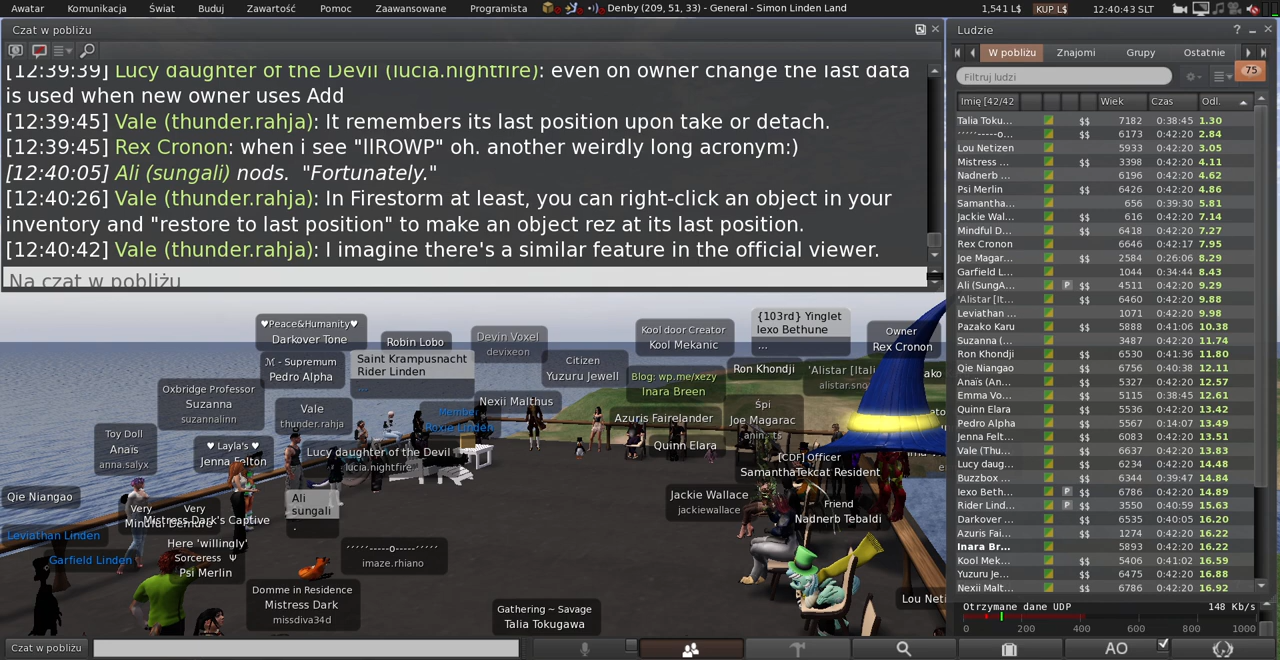 Awatar Komunikacja Świat Buduj Zawartość Pomoc Zaawansowane Programista Denby (209, 51, 33) - General - Simon Linden Land 1,541 L$ KUP L$ 12:40:43 SLT
Czat w pobliżu
[12:39:39] Lucy daughter of the Devil (lucia.nightfire): even on owner change the last data
is used when new owner uses Add
[12:39:45] Vale (thunder.rahja): It remembers its last position upon take or detach.
[12:39:45] Rex Cronon: when i see "llROWP" oh. another weirdly long acronym:)
[12:40:05] Ali (sungali) nods. "Fortunately."
[12:40:26] Vale (thunder.rahja): In Firestorm at least, you can right-click an object in your
inventory and "restore to last position" to make an object rez at its last position.
[12:40:42] Vale (thunder.rahja): I imagine there's a similar feature in the official viewer.
Na czat w pobliżu
♥Peace&Humanity♥
Darkover Tone
Robin Lobo
Devin Voxel
devixeon
Kool door Creator
Kool Mekanic
{103rd} Yinglet
Iexo Bethune
...
Owner
Rex Cronon
ℳ - Supremum
Pedro Alpha
Saint Krampusnacht
Rider Linden
...
Citizen
Yuzuru Jewell
Blog: wp.me/xezy
Inara Breen
Ron Khondji
'Alistar [Itali
alistar.sno
ako
Oxbridge Professor
Suzanna
suzannalinn
Vale
thunder.rahja
Member
Roxie Linden
Nexii Malthus
Azuris Fairelander
Śpi
Joe Magarac
Toy Doll
Anaïs
anna.salyx
♥ Layla's ♥
Jenna Felton
Lucy daughter of the Devil
lucia.nightfire
Quinn Elara
[CDF] Officer
SamanthaTekcat Resident
Qie Niangao
Very
Very
Mistress Dark's Captive
Ali
sungali
.
Jackie Wallace
jackiewallace
Friend
Nadnerb Tebaldi
Leviathan Linden
Garfield Linden
Here 'willingly'
Sorceress Ψ
Psi Merlin
´´´´´-----o-----´´´´´
imaze.rhiano
Domme in Residence
Mistress Dark
missdiva34d
Gathering ~ Savage
Talia Tokugawa
Lou Neti
Czat w pobliżu
Ludzie
W pobliżu Znajomi Grupy Ostatnie
Filtruj ludzi
75
Imię [42/42 Wiek Czas Odl.
Talia Toku... $$ 7182 0:38:45 1.30
´´´´´-----o... $$ 6173 0:42:20 2.84
Lou Netizen 5933 0:42:20 3.05
Mistress ... $$ 3398 0:42:20 4.11
Nadnerb ... 6196 0:42:20 4.62
Psi Merlin $$ 6426 0:42:20 4.86
Samantha... 656 0:39:30 5.81
Jackie Wal... $$ 616 0:42:20 7.14
Mindful D... $$ 6418 0:42:20 7.27
Rex Cronon 6646 0:42:17 7.95
Joe Magar... $$ 2584 0:26:06 8.29
Garfield L... 1044 0:34:44 8.43
Ali (SungA... P $$ 4511 0:42:20 9.29
'Alistar [It... $$ 6460 0:42:20 9.88
Leviathan ... 1071 0:42:20 9.98
Pazako Karu $$ 5888 0:41:06 10.38
Suzanna (... 3487 0:42:20 11.74
Ron Khondji $$ 6530 0:41:36 11.80
Qie Niangao $$ 6756 0:40:38 12.11
Anaïs (An... $$ 5327 0:42:20 12.57
Emma Vo... $$ 5115 0:38:45 12.61
Quinn Elara $$ 5536 0:42:20 13.42
Pedro Alpha $$ 5567 0:14:07 13.49
Jenna Felt... $$ 6083 0:42:20 13.51
Vale (Thu... $$ 6637 0:42:20 13.83
Lucy daug... $$ 6234 0:42:20 14.48
Buzzbox ... $$ 6344 0:39:47 14.84
Iexo Beth... P $$ 6786 0:42:20 14.89
Rider Lind... P $$ 3550 0:40:59 15.63
Darkover ... $$ 6535 0:40:05 16.20
Azuris Fai... $$ 1274 0:42:20 16.22
Inara Br... 5893 0:42:20 16.22
Kool Mek... $$ 5406 0:41:02 16.59
Yuzuru Je... $$ 6475 0:42:20 16.88
Nexii Malt... $$ 6786 0:42:20 16.92
Otrzymane dane UDP 148 Kb/s
0 200 400 600 800 1000
AO